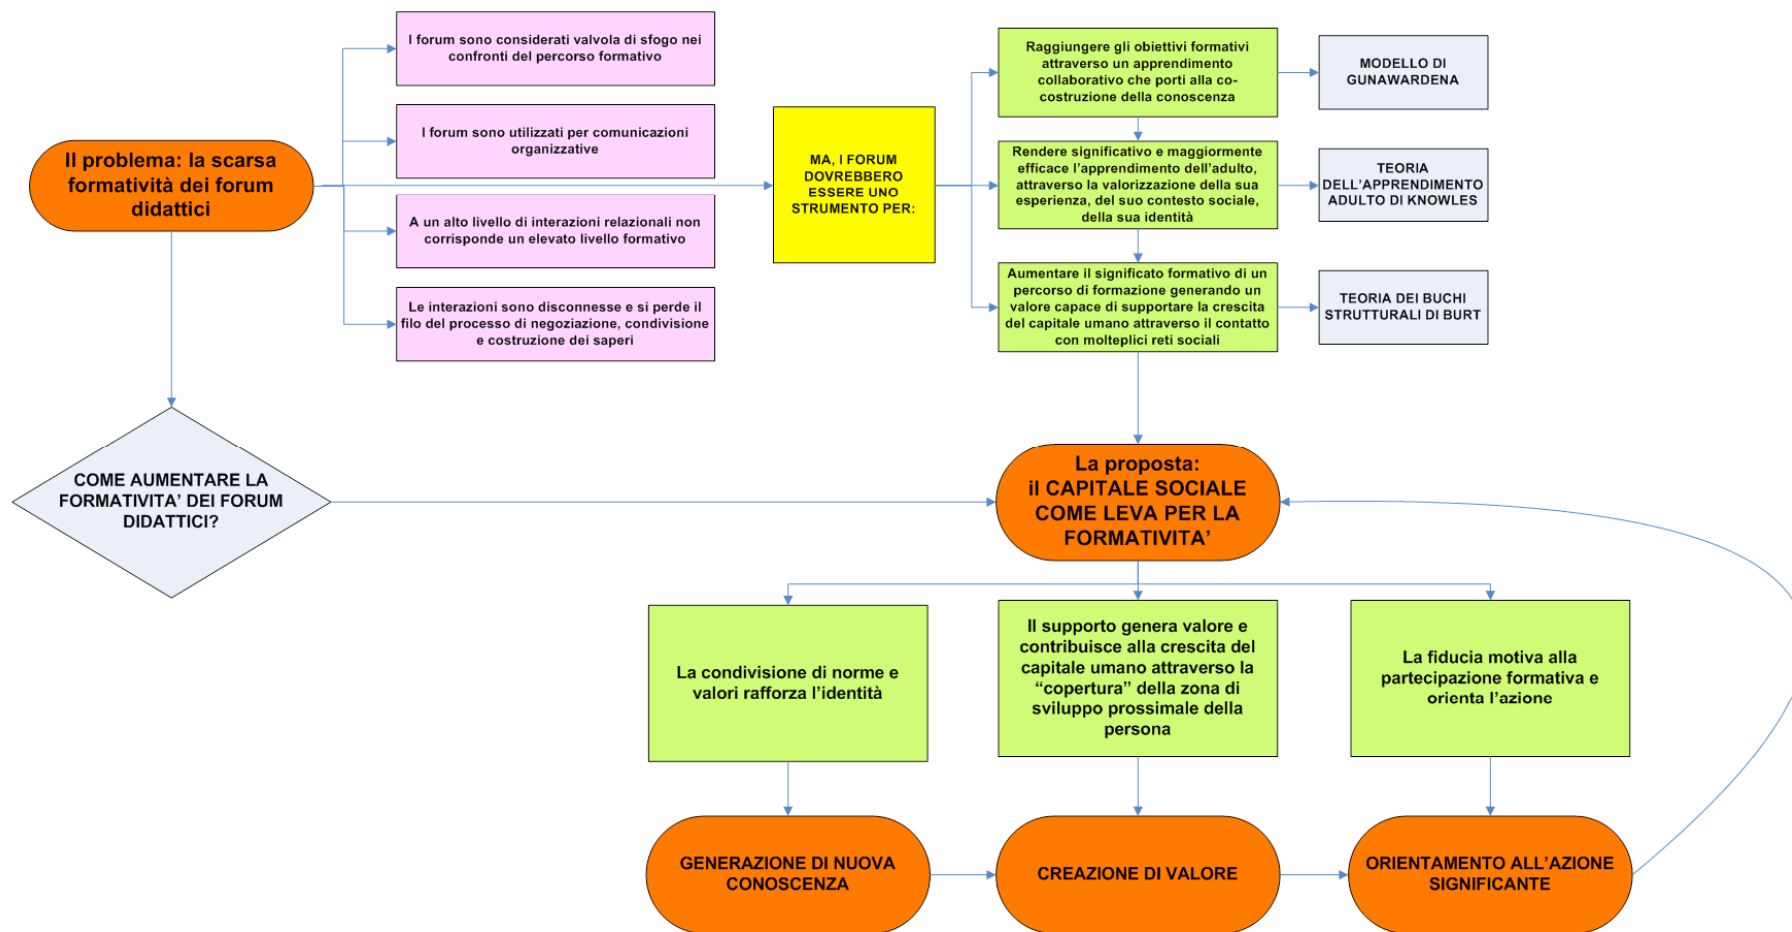 I forum sono considerati valvola di sfogo nei
confronti del percorso formativo
I forum sono utilizzati per comunicazioni
organizzative
Il problema: la scarsa
formatività dei forum
didattici
A un alto livello di interazioni relazionali non
corrisponde un elevato livello formativo
Le interazioni sono disconnesse e si perde il
filo del processo di negoziazione, condivisione
e costruzione dei saperi
MA, I FORUM
DOVREBBERO
ESSERE UNO
STRUMENTO PER:
Raggiungere gli obiettivi formativi
attraverso un apprendimento
collaborativo che porti alla co-
costruzione della conoscenza
MODELLO DI
GUNAWARDENA
Rendere significativo e maggiormente
efficace l’apprendimento dell’adulto,
attraverso la valorizzazione della sua
esperienza, del suo contesto sociale,
della sua identità
TEORIA
DELL’APPRENDIMENTO
ADULTO DI KNOWLES
Aumentare il significato formativo di un
percorso di formazione generando un
valore capace di supportare la crescita
del capitale umano attraverso il contatto
con molteplici reti sociali
TEORIA DEI BUCHI
STRUTTURALI DI BURT
COME AUMENTARE LA
FORMATIVITA’ DEI FORUM
DIDATTICI?
La proposta:
il CAPITALE SOCIALE
COME LEVA PER LA
FORMATIVITA’
La condivisione di norme e
valori rafforza l’identità
Il supporto genera valore e
contribuisce alla crescita del
capitale umano attraverso la
“copertura” della zona di
sviluppo prossimale della
persona
La fiducia motiva alla
partecipazione formativa e
orienta l’azione
GENERAZIONE DI NUOVA
CONOSCENZA
CREAZIONE DI VALORE
ORIENTAMENTO ALL’AZIONE
SIGNIFICANTE